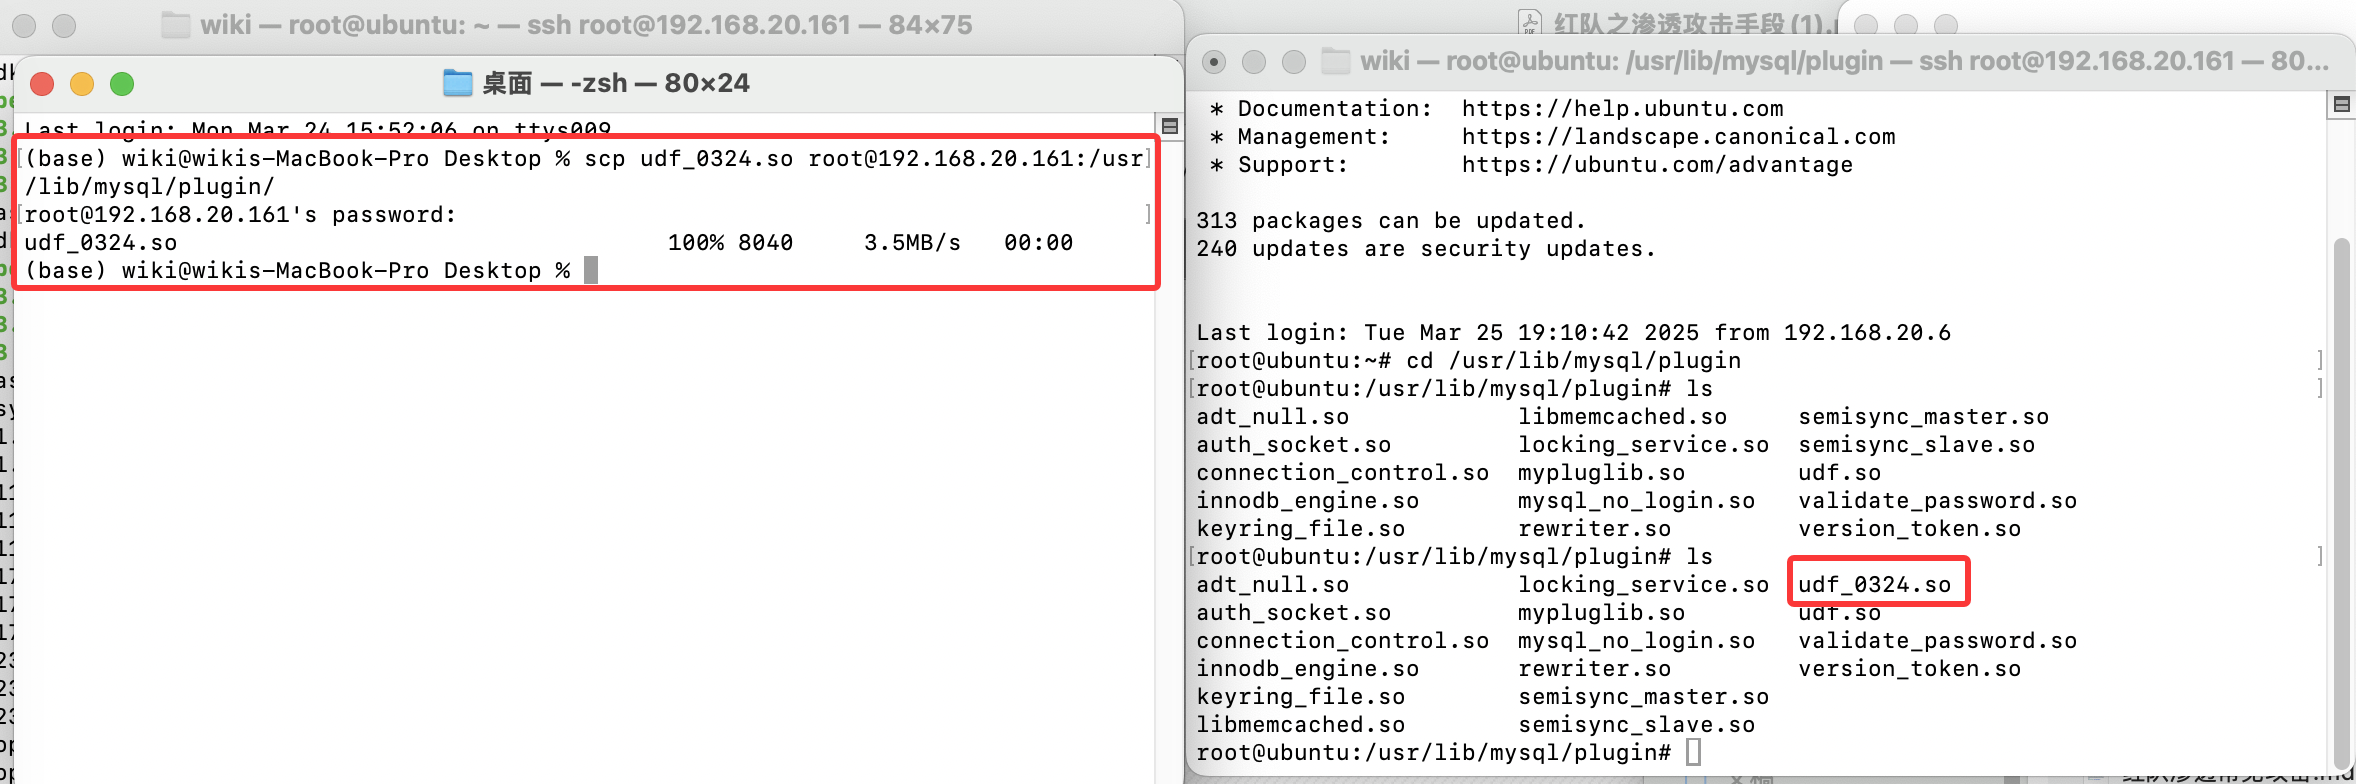 wiki — root@ubuntu: ~ — ssh root@192.168.20.161 — 84×75
桌面 — -zsh — 80×24
Last login: Mon Mar 24 15:52:06 on ttys009
(base) wiki@wikis-MacBook-Pro Desktop % scp udf_0324.so root@192.168.20.161:/usr
/lib/mysql/plugin/
root@192.168.20.161's password:
udf_0324.so 100% 8040 3.5MB/s 00:00
(base) wiki@wikis-MacBook-Pro Desktop %
红队之渗透攻击手段(1).
wiki — root@ubuntu: /usr/lib/mysql/plugin — ssh root@192.168.20.161 — 80...
* Documentation: https://help.ubuntu.com
* Management: https://landscape.canonical.com
* Support: https://ubuntu.com/advantage
313 packages can be updated.
240 updates are security updates.
Last login: Tue Mar 25 19:10:42 2025 from 192.168.20.6
[root@ubuntu:~# cd /usr/lib/mysql/plugin ]
[root@ubuntu:/usr/lib/mysql/plugin# ls ]
adt_null.so libmemcached.so semisync_master.so
auth_socket.so locking_service.so semisync_slave.so
connection_control.so mypluglib.so udf.so
innodb_engine.so mysql_no_login.so validate_password.so
keyring_file.so rewriter.so version_token.so
[root@ubuntu:/usr/lib/mysql/plugin# ls ]
adt_null.so locking_service.so udf_0324.so
auth_socket.so mypluglib.so udf.so
connection_control.so mysql_no_login.so validate_password.so
innodb_engine.so rewriter.so version_token.so
keyring_file.so semisync_master.so
libmemcached.so semisync_slave.so
root@ubuntu:/usr/lib/mysql/plugin#